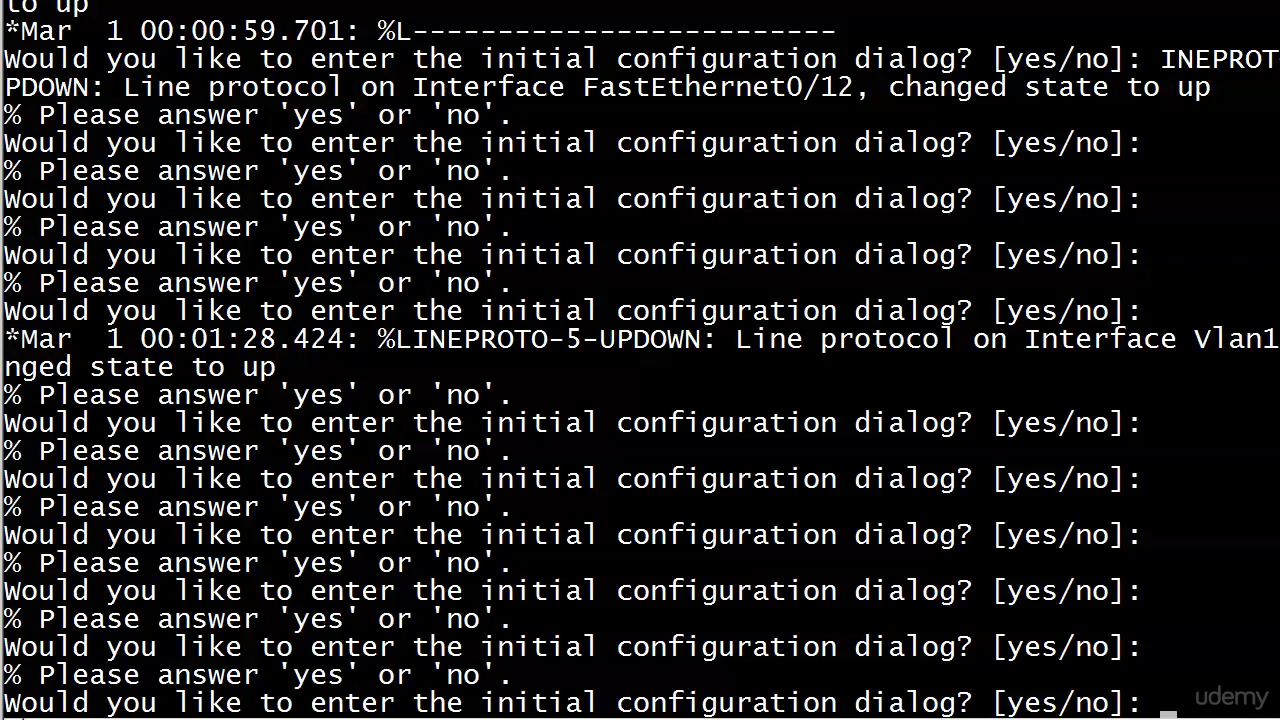 to up
*Mar  1 00:00:59.701: %L-------------------------
Would you like to enter the initial configuration dialog? [yes/no]: INEPROT
PDOWN: Line protocol on Interface FastEthernet0/12, changed state to up
% Please answer 'yes' or 'no'.
Would you like to enter the initial configuration dialog? [yes/no]:
% Please answer 'yes' or 'no'.
Would you like to enter the initial configuration dialog? [yes/no]:
% Please answer 'yes' or 'no'.
Would you like to enter the initial configuration dialog? [yes/no]:
% Please answer 'yes' or 'no'.
Would you like to enter the initial configuration dialog? [yes/no]:
*Mar  1 00:01:28.424: %LINEPROTO-5-UPDOWN: Line protocol on Interface Vlan1
nged state to up
% Please answer 'yes' or 'no'.
Would you like to enter the initial configuration dialog? [yes/no]:
% Please answer 'yes' or 'no'.
Would you like to enter the initial configuration dialog? [yes/no]:
% Please answer 'yes' or 'no'.
Would you like to enter the initial configuration dialog? [yes/no]:
% Please answer 'yes' or 'no'.
Would you like to enter the initial configuration dialog? [yes/no]:
% Please answer 'yes' or 'no'.
Would you like to enter the initial configuration dialog? [yes/no]:
% Please answer 'yes' or 'no'.
Would you like to enter the initial configuration dialog? [yes/no]:
udemy